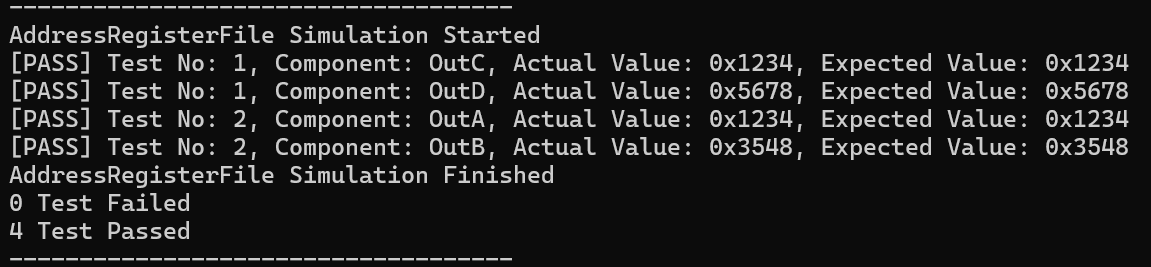 ------------------------------------
AddressRegisterFile Simulation Started
[PASS] Test No: 1, Component: OutC, Actual Value: 0x1234, Expected Value: 0x1234
[PASS] Test No: 1, Component: OutD, Actual Value: 0x5678, Expected Value: 0x5678
[PASS] Test No: 2, Component: OutA, Actual Value: 0x1234, Expected Value: 0x1234
[PASS] Test No: 2, Component: OutB, Actual Value: 0x3548, Expected Value: 0x3548
AddressRegisterFile Simulation Finished
0 Test Failed
4 Test Passed
------------------------------------